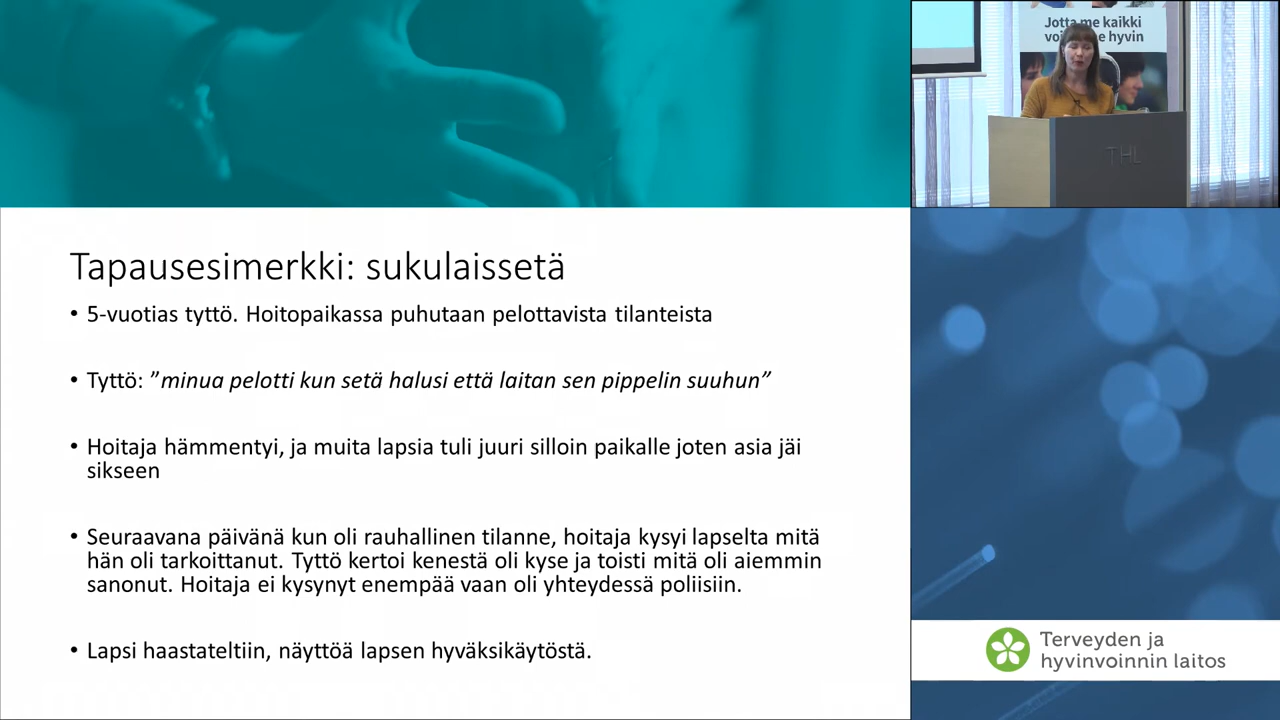 Tapausesimerkki: sukulaissetä
• 5-vuotias tyttö. Hoitopaikassa puhutaan pelottavista tilanteista
• Tyttö: ”minua pelotti kun setä halusi että laitan sen pippelin suuhun”
• Hoitaja hämmentyi, ja muita lapsia tuli juuri silloin paikalle joten asia jäi
sikseen
• Seuraavana päivänä kun oli rauhallinen tilanne, hoitaja kysyi lapselta mitä
hän oli tarkoittanut. Tyttö kertoi kenestä oli kyse ja toisti mitä oli aiemmin
sanonut. Hoitaja ei kysynyt enempää vaan oli yhteydessä poliisiin.
• Lapsi haastateltiin, näyttöä lapsen hyväksikäytöstä.
Jotta me kaikki
hyvin
THL
Terveyden ja
hyvinvoinnin laitos